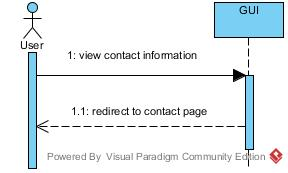 GUI
User
1: view contact information
1.1: redirect to contact page
Powered By Visual Paradigm Community Edition